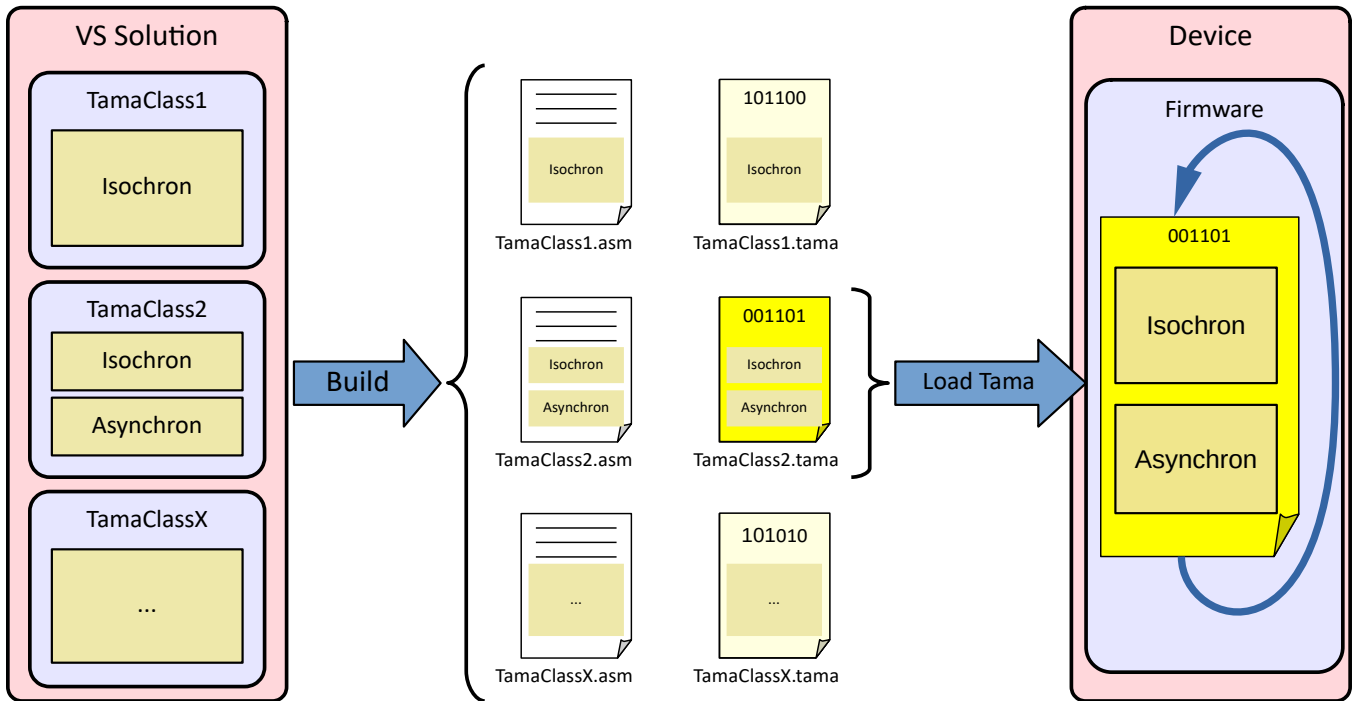 VS Solution
TamaClass1
Isochron
TamaClass2
Isochron
Asynchron
TamaClassX
...
Build
Isochron
TamaClass1.asm
101100
Isochron
TamaClass1.tama
Isochron
Asynchron
TamaClass2.asm
001101
Isochron
Asynchron
TamaClass2.tama
...
TamaClassX.asm
101010
...
TamaClassX.tama
Load Tama
Device
Firmware
001101
Isochron
Asynchron